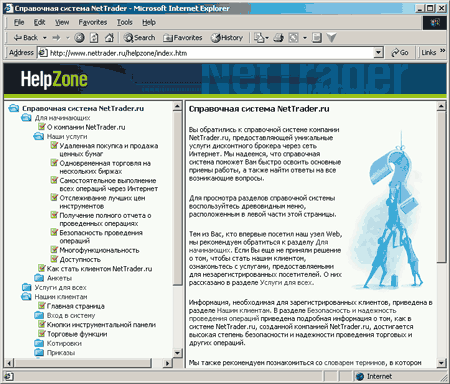 Справочная система NetTrader - Microsoft Internet Explorer
File Edit View Favorites Tools Help
Back Search Favorites History
Address http://www.nettrader.ru/helpzone/index.htm Go Links »
HelpZone
NetTrader
Справочная система NetTrader.ru
Для начинающих
О компании NetTrader.ru
Наши услуги
Удаленная покупка и продажа
ценных бумаг
Одновременная торговля на
нескольких биржах
Самостоятельное выполнение
всех операций через Интернет
Отслеживание лучших цен
инструментов
Получение полного отчета о
проведенных операциях
Безопасность проведения
операций
Многофункциональность
Доступность
Как стать клиентом NetTrader.ru
Анкеты
Услуги для всех
Нашим клиентам
Главная страница
Вход в систему
Кнопки инструментальной панели
Торговые функции
Котировки
Приказы
Справочная система NetTrader.ru
Вы обратились к справочной системе компании
NetTrader.ru, предоставляющей уникальные
услуги дисконтного брокера через сеть
Интернет. Мы надеемся, что справочная
система поможет Вам быстро освоить основные
приемы работы, а также найти ответы на все
возникающие вопросы.
Для просмотра разделов справочной системы
воспользуйтесь древовидным меню,
расположенным в левой части этой страницы.
Тем из Вас, кто впервые посетил наш узел Web,
мы рекомендуем обратиться к разделу Для
начинающих. Если Вы еще не приняли решение
о том, чтобы стать нашим клиентом,
ознакомьтесь с услугами, предоставляемыми
для незарегистрированных посетителей. О них
рассказано в разделе Услуги для всех.
Информация, необходимая для зарегистрированных клиентов, приведена в
разделе Нашим клиентам. В разделе Безопасность и надежность
проведения операций приведена подробная информация о том, как в
системе NetTrader.ru, созданной компанией NetTrader.ru, достигается
высокая степень безопасности и надежности проведения торговых и
других операций.
Мы также рекомендуем познакомиться со словарем терминов, в котором
Internet